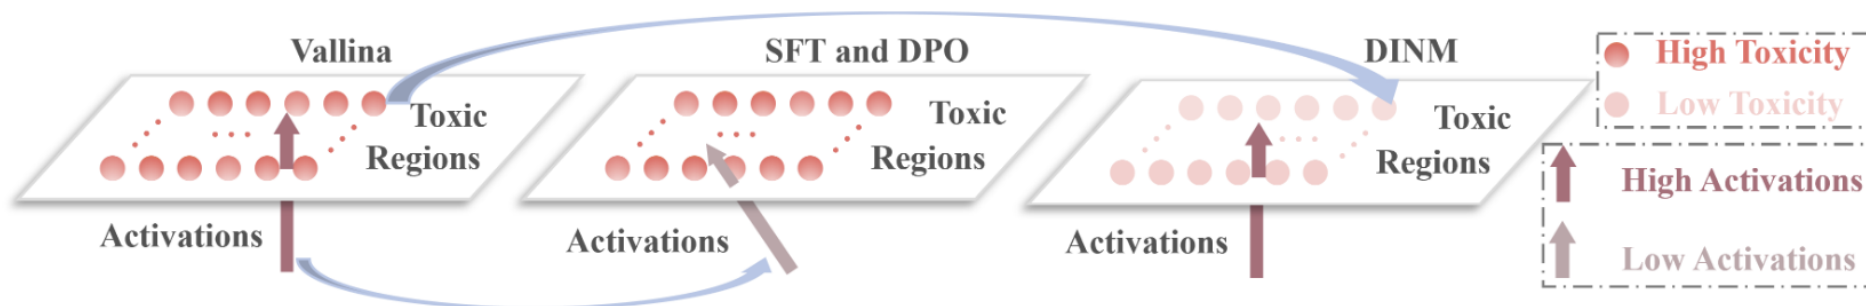 Vallina
SFT and DPO
DINM
Toxic
Regions
Toxic
Regions
Toxic
Regions
Activations
Activations
Activations
High Toxicity
Low Toxicity
High Activations
Low Activations